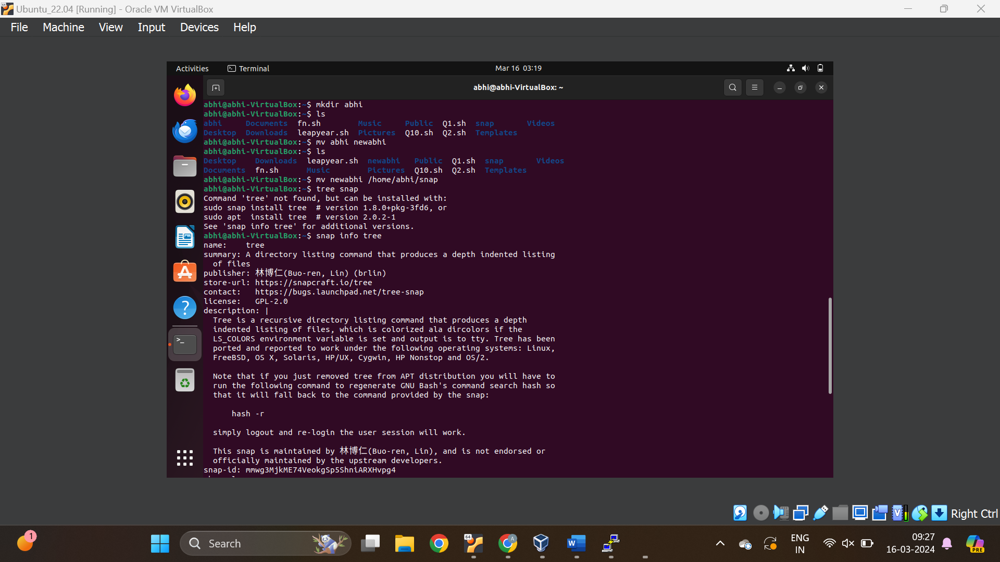 Ubuntu_22.04 [Running] - Oracle VM VirtualBox
File Machine View Input Devices Help
Activities Terminal Mar 16 03:19
abhi@abhi-VirtualBox: ~
abhi@abhi-VirtualBox:~$ mkdir abhi
abhi@abhi-VirtualBox:~$ ls
abhi Documents fn.sh Music Public Q1.sh snap Videos
Desktop Downloads leapyear.sh Pictures Q10.sh Q2.sh Templates
abhi@abhi-VirtualBox:~$ mv abhi newabhi
abhi@abhi-VirtualBox:~$ ls
Desktop Downloads leapyear.sh newabhi Public Q1.sh snap Videos
Documents fn.sh Music Pictures Q10.sh Q2.sh Templates
abhi@abhi-VirtualBox:~$ mv newabhi /home/abhi/snap
abhi@abhi-VirtualBox:~$ tree snap
Command 'tree' not found, but can be installed with:
sudo snap install tree # version 1.8.0+pkg-3fd6, or
sudo apt install tree # version 2.0.2-1
See 'snap info tree' for additional versions.
abhi@abhi-VirtualBox:~$ snap info tree
name: tree
summary: A directory listing command that produces a depth indented listing
of files
publisher: 林博仁(Buo-ren, Lin) (brlin)
store-url: https://snapcraft.io/tree
contact: https://bugs.launchpad.net/tree-snap
license: GPL-2.0
description: |
Tree is a recursive directory listing command that produces a depth
indented listing of files, which is colorized ala dircolors if the
LS_COLORS environment variable is set and output is to tty. Tree has been
ported and reported to work under the following operating systems: Linux,
FreeBSD, OS X, Solaris, HP/UX, Cygwin, HP Nonstop and OS/2.
Note that if you just removed tree from APT distribution you will have to
run the following command to regenerate GNU Bash's command search hash so
that it will fall back to the command provided by the snap:
hash -r
simply logout and re-login the user session will work.
This snap is maintained by 林博仁(Buo-ren, Lin), and is not endorsed or
officially maintained by the upstream developers.
snap-id: mmwg3MjkME74VeokgSp5ShniARXHvpg4
Right Ctrl
1
Search
64
A
W
ENG
IN
09:27
16-03-2024
PRE